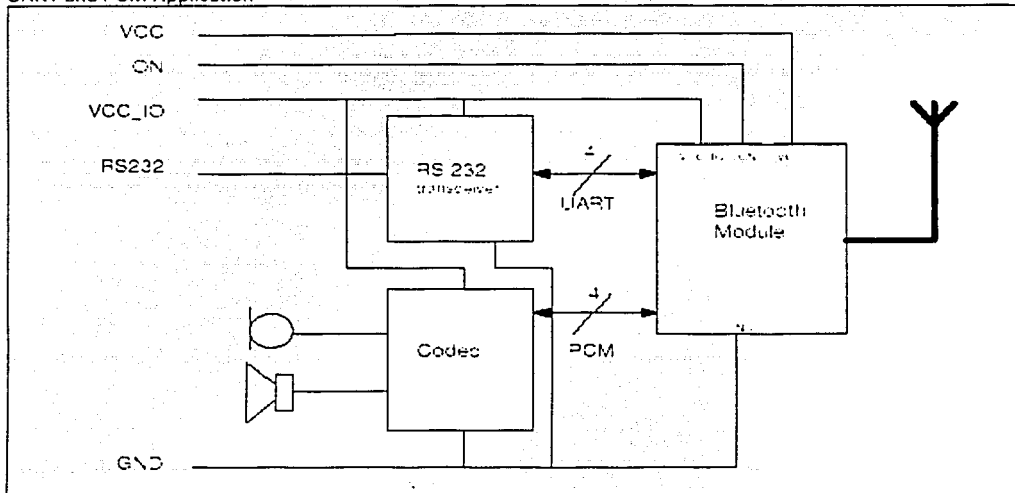 UART and PCM Application
VCC
ON
VCC_IO
RS232
RS 232
transceiver
4
UART
Bluetooth
Module
4
PCM
Codec
GND